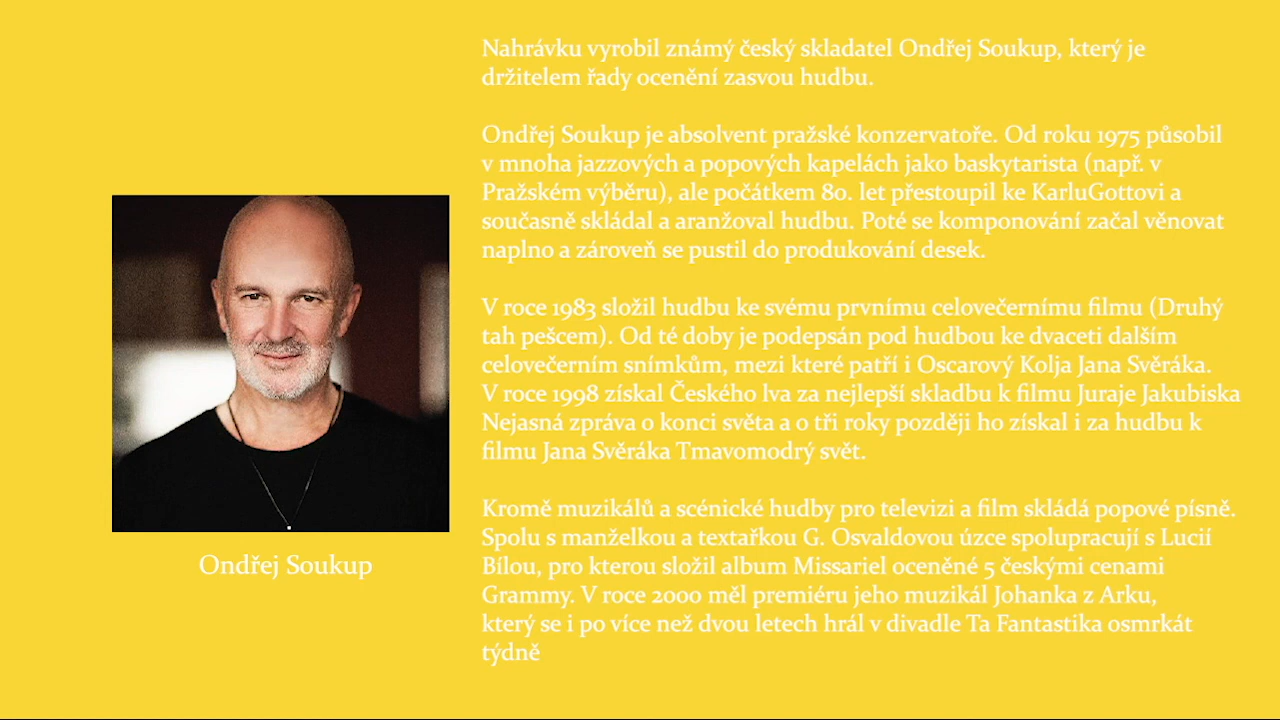 Nahrávku vyrobil známý český skladatel Ondřej Soukup, který je
držitelem řady ocenění zasvou hudbu.
Ondřej Soukup je absolvent pražské konzervatoře. Od roku 1975 působil
v mnoha jazzových a popových kapelách jako baskytarista (např. v
Pražském výběru), ale počátkem 80. let přestoupil ke KarluGottovi a
současně skládal a aranžoval hudbu. Poté se komponování začal věnovat
naplno a zároveň se pustil do produkování desek.
V roce 1983 složil hudbu ke svému prvnímu celovečernímu filmu (Druhý
tah pešcem). Od té doby je podepsán pod hudbou ke dvaceti dalším
celovečerním snímkům, mezi které patří i Oscarový Kolja Jana Svěráka.
V roce 1998 získal Českého lva za nejlepší skladbu k filmu Juraje Jakubiska
Nejasná zpráva o konci světa a o tři roky později ho získal i za hudbu k
filmu Jana Svěráka Tmavomodrý svět.
Kromě muzikálů a scénické hudby pro televizi a film skládá popové písně.
Spolu s manželkou a textařkou G. Osvaldovou úzce spolupracují s Lucií
Bílou, pro kterou složil album Missariel oceněné 5 českými cenami
Grammy. V roce 2000 měl premiéru jeho muzikál Johanka z Arku,
který se i po více než dvou letech hrál v divadle Ta Fantastika osmrkát
týdně
Ondřej Soukup